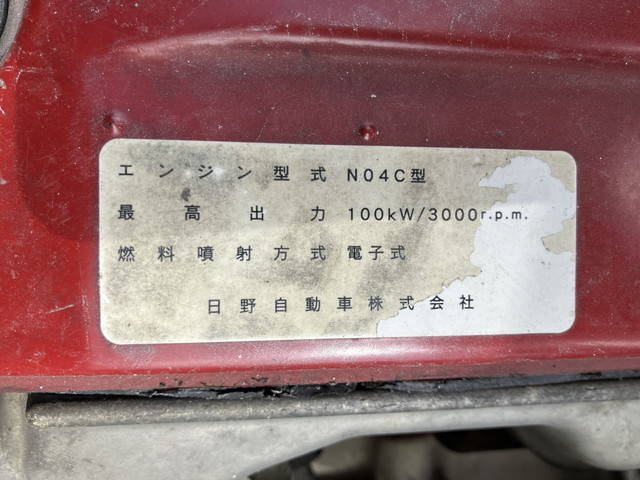 エンジン型式 N04C型
最高出力 100kW/3000r.p.m.
燃料噴射方式 電子式
日野自動車株式会社